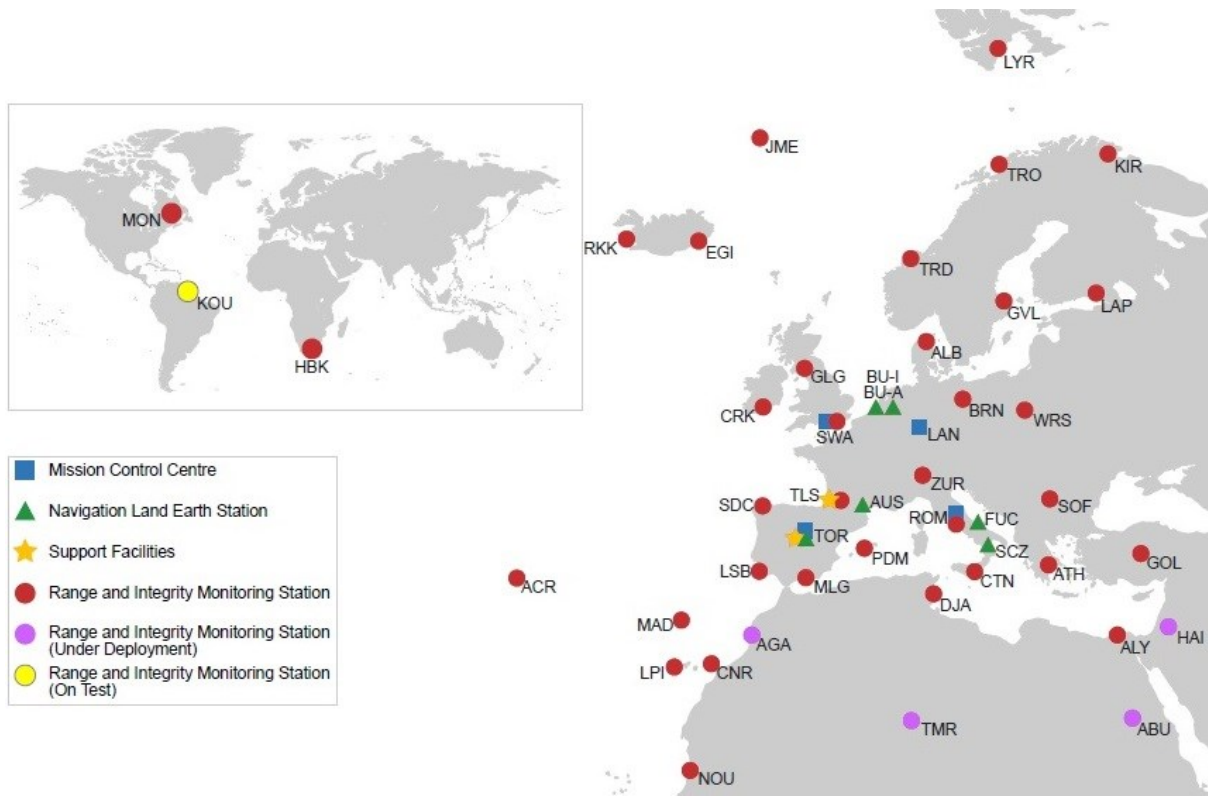 LYR
JME
KIR
TRO
MON
RKK
EGI
TRD
KOU
GVL
LAP
HBK
ALB
GLG
BU-I
BU-A
CRK
BRN
WRS
SWA
LAN
Mission Control Centre
ZUR
TLS
AUS
SOF
SDC
Navigation Land Earth Station
ROM
FUC
TOR
Support Facilities
SCZ
PDM
GOL
ATH
LSB
MLG
CTN
ACR
Range and Integrity Monitoring Station
DJA
MAD
Range and Integrity Monitoring Station
(Under Deployment)
AGA
ALY
HAI
LPI
CNR
Range and Integrity Monitoring Station
(On Test)
TMR
ABU
NOU